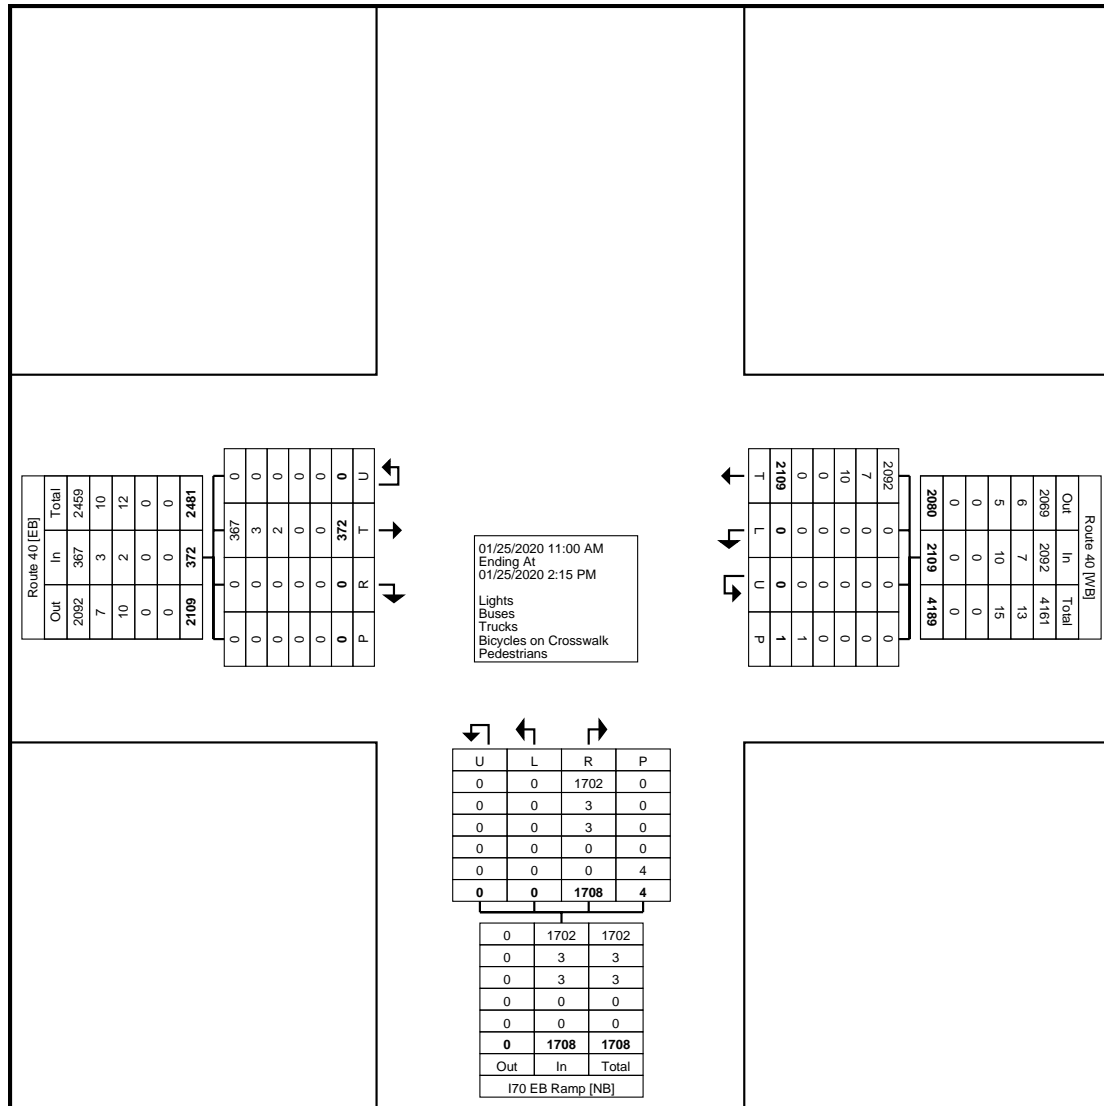 Route 40 [EB]
Out In Total
2092 367 2459
7 3 10
10 2 12
0 0 0
0 0 0
2109 372 2481
0 0 367 0
0 0 3 0
0 0 2 0
0 0 0 0
0 0 0 0
0 0 372 0
P R T U
01/25/2020 11:00 AM
Ending At
01/25/2020 2:15 PM
Lights
Buses
Trucks
Bicycles on Crosswalk
Pedestrians
Route 40 [WB]
Out In Total
2069 2092 4161
6 7 13
5 10 15
0 0 0
0 0 0
2080 2109 4189
2092 0 0 0
7 0 0 0
10 0 0 0
0 0 0 0
0 0 0 1
2109 0 0 1
T L U P
U L R P
0 0 1702 0
0 0 3 0
0 0 3 0
0 0 0 0
0 0 0 4
0 0 1708 4
0 1702 1702
0 3 3
0 3 3
0 0 0
0 0 0
0 1708 1708
Out In Total
I70 EB Ramp [NB]